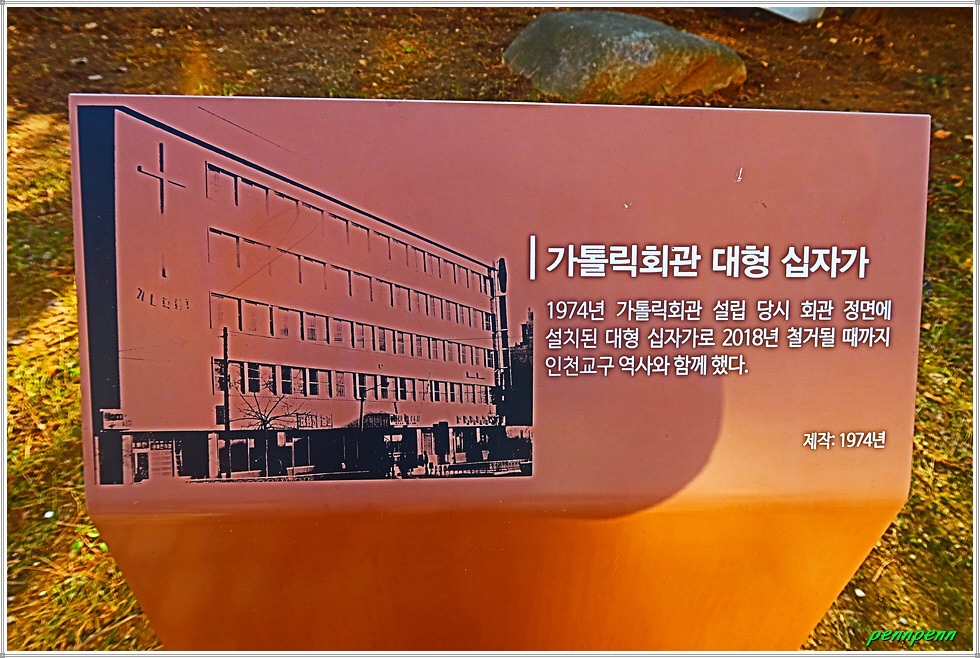 가톨릭회관 대형 십자가
1974년 가톨릭회관 설립 당시 회관 정면에
설치된 대형 십자가로 2018년 철거될 때까지
인천교구 역사와 함께 했다.
제작: 1974년
pennpenn